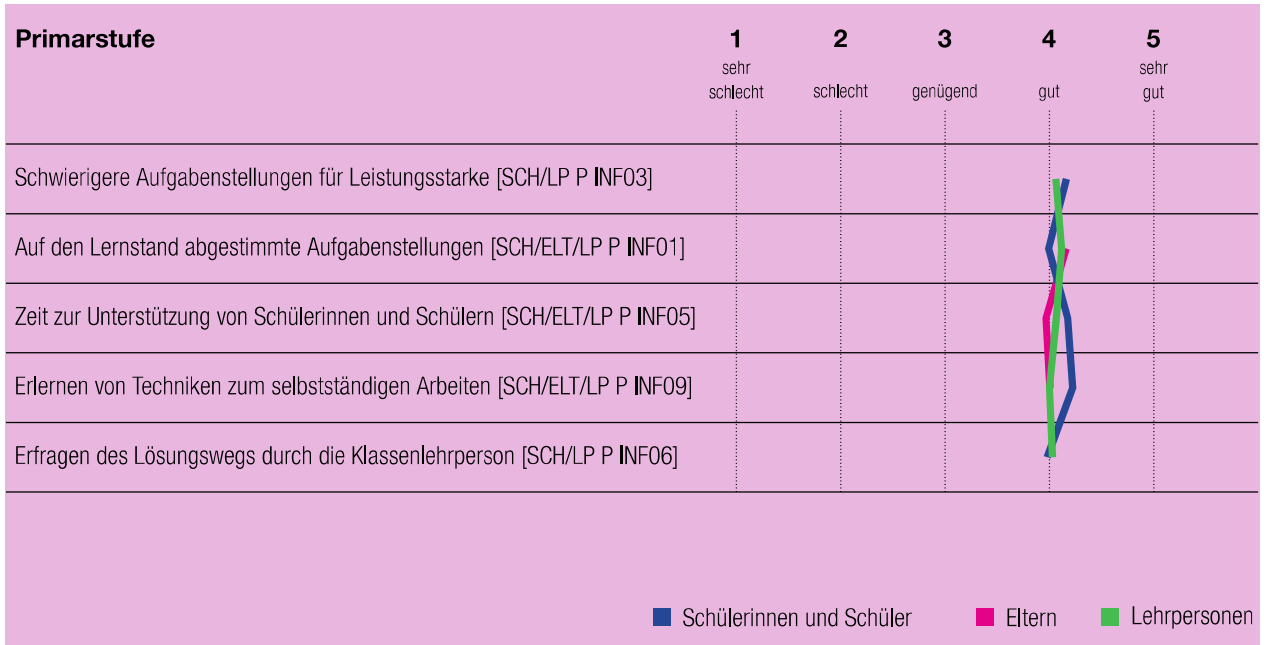 Primarstufe
1 2 3 4 5
sehr schlecht schlecht genügend gut sehr gut
Schwierigere Aufgabenstellungen für Leistungsstarke [SCH/LP P INF03]
Auf den Lernstand abgestimmte Aufgabenstellungen [SCH/ELT/LP P INF01]
Zeit zur Unterstützung von Schülerinnen und Schülern [SCH/ELT/LP P INF05]
Erlernen von Techniken zum selbstständigen Arbeiten [SCH/ELT/LP P INF09]
Erfragen des Lösungswegs durch die Klassenlehrperson [SCH/LP P INF06]
Schülerinnen und Schüler Eltern Lehrpersonen